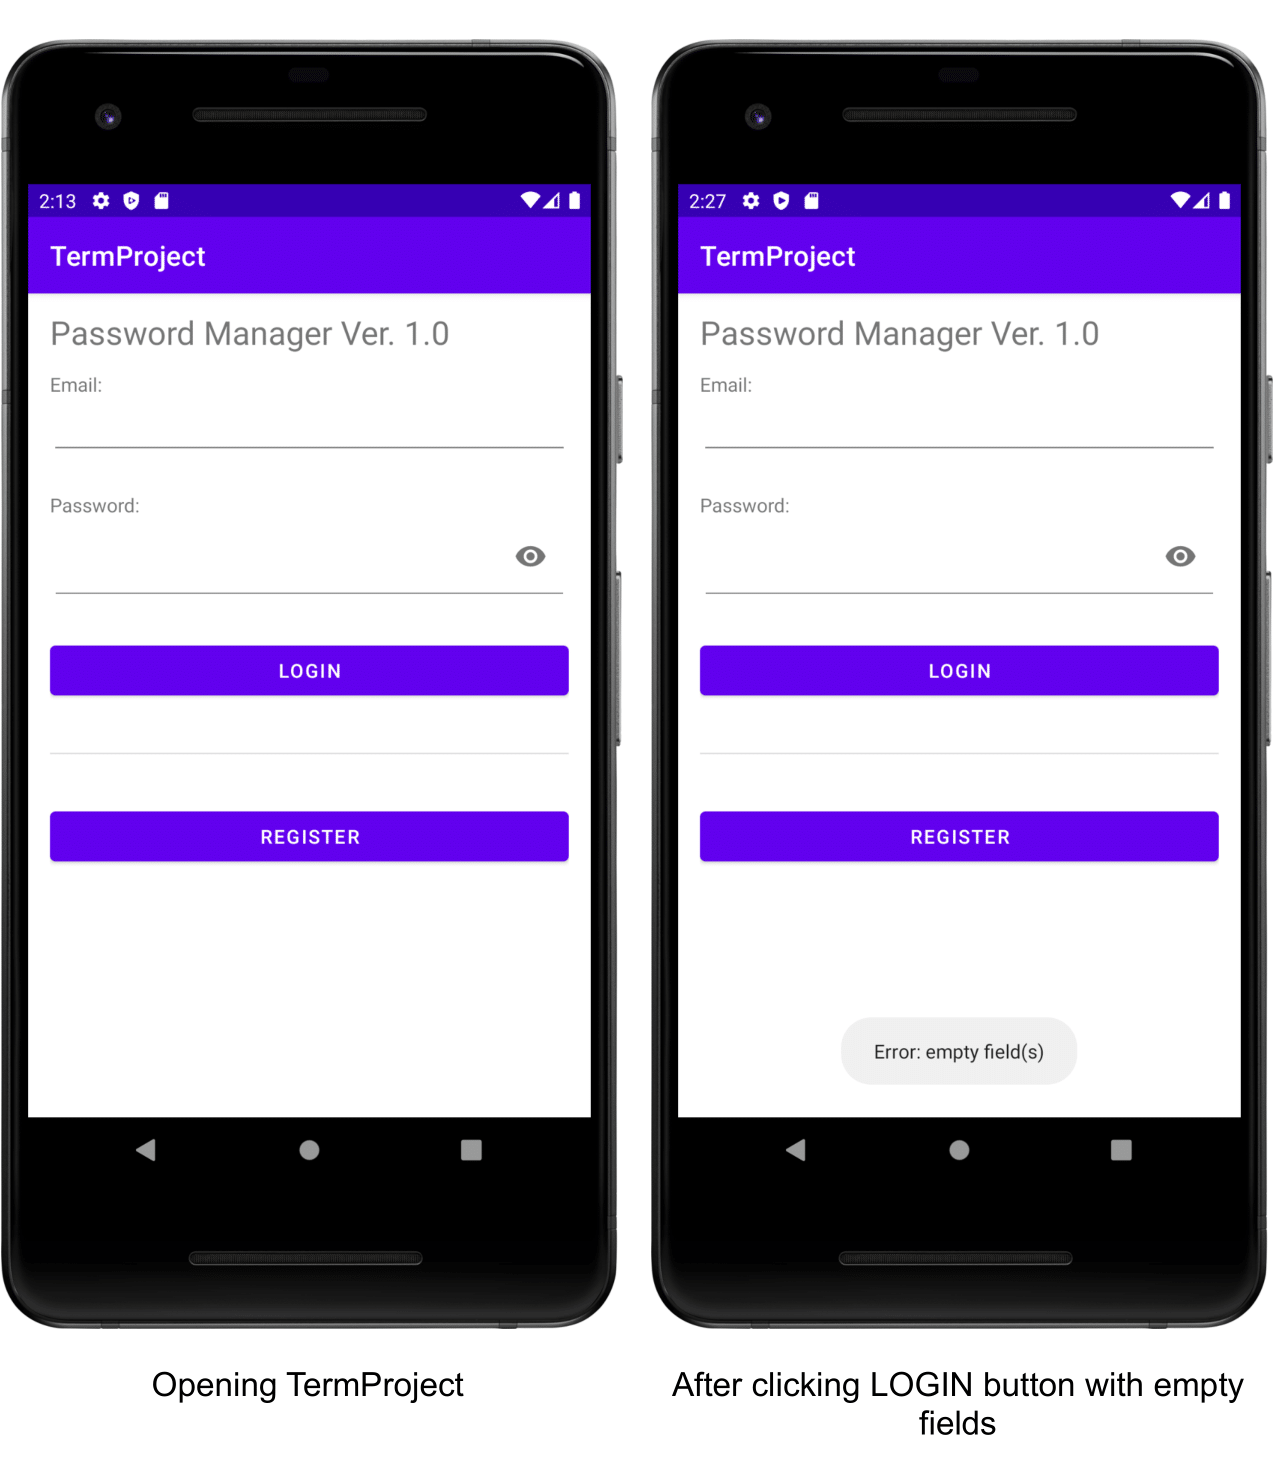 2:13
TermProject
Password Manager Ver. 1.0
Email:
Password:
LOGIN
REGISTER
Opening TermProject
2:27
TermProject
Password Manager Ver. 1.0
Email:
Password:
LOGIN
REGISTER
Error: empty field(s)
After clicking LOGIN button with empty
fields